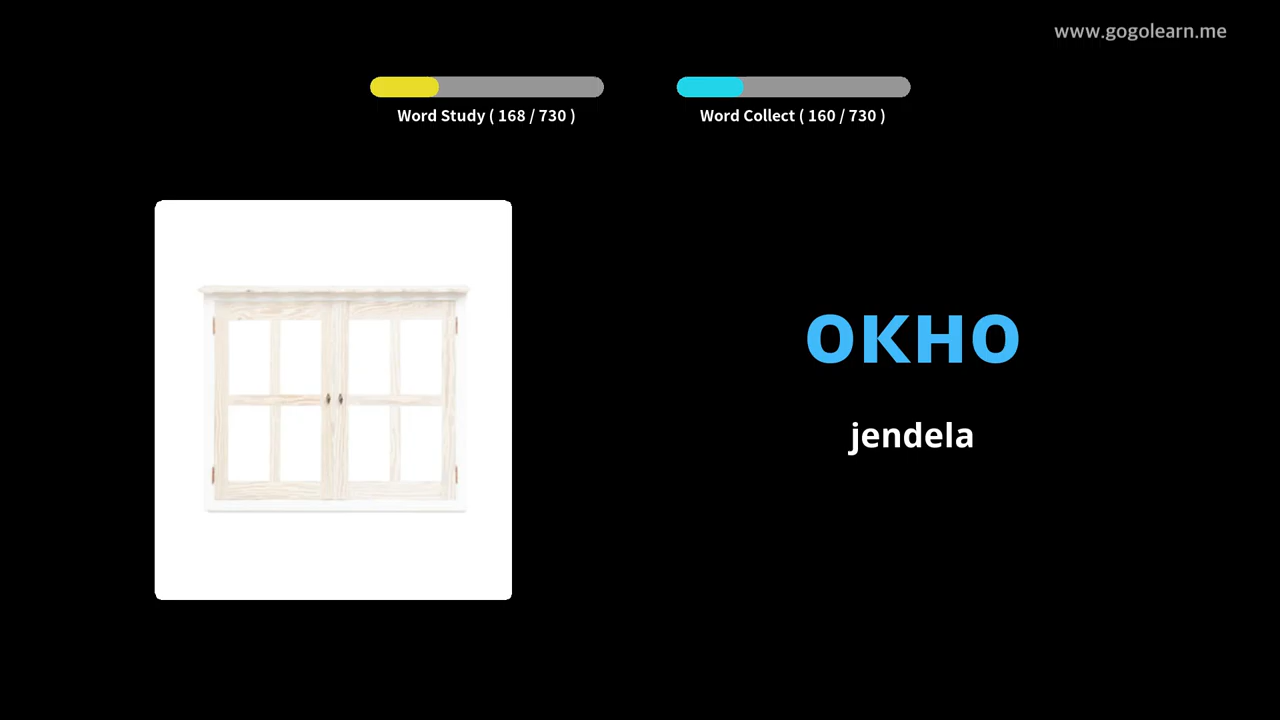 www.gogolearn.me
Word Study ( 168 / 730 )
Word Collect ( 160 / 730 )
окно
jendela